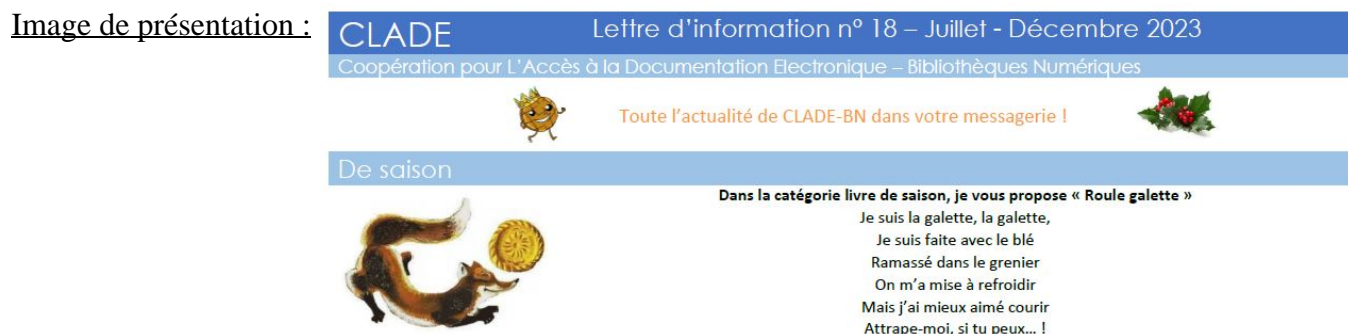 Image de présentation :
CLADE Lettre d’information n° 18 – Juillet - Décembre 2023
Coopération pour L’Accès à la Documentation Electronique – Bibliothèques Numériques
Toute l’actualité de CLADE-BN dans votre messagerie !
De saison
Dans la catégorie livre de saison, je vous propose « Roule galette »
Je suis la galette, la galette,
Je suis faite avec le blé
Ramassé dans le grenier
On m’a mise à refroidir
Mais j’ai mieux aimé courir
Attrape-moi, si tu peux… !